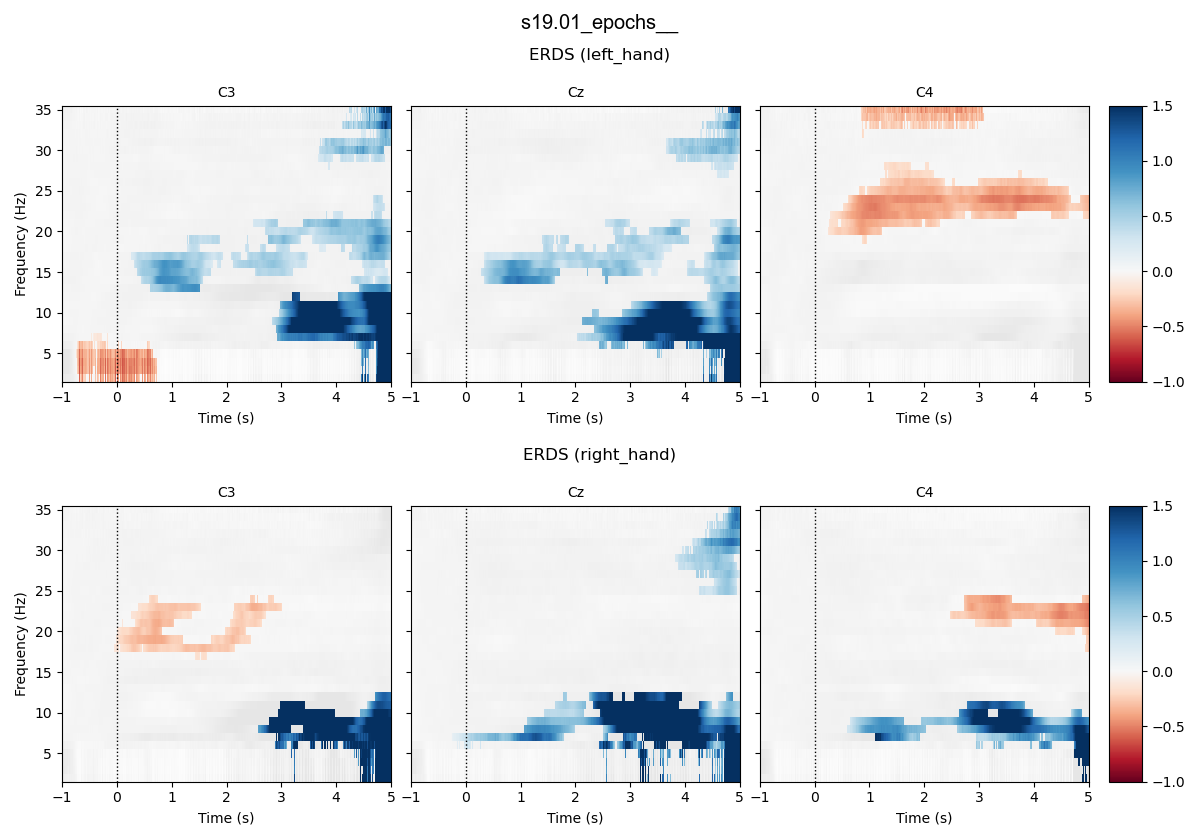 s19.01_epochs__
ERDS (left_hand)
C3 Cz C4
35
30
25
20
15
10
5
Frequency (Hz)
−1 0 1 2 3 4 5
−1 0 1 2 3 4 5
−1 0 1 2 3 4 5
Time (s) Time (s) Time (s)
1.5
1.0
0.5
0.0
−0.5
−1.0
ERDS (right_hand)
C3 Cz C4
35
30
25
20
15
10
5
Frequency (Hz)
−1 0 1 2 3 4 5
−1 0 1 2 3 4 5
−1 0 1 2 3 4 5
Time (s) Time (s) Time (s)
1.5
1.0
0.5
0.0
−0.5
−1.0